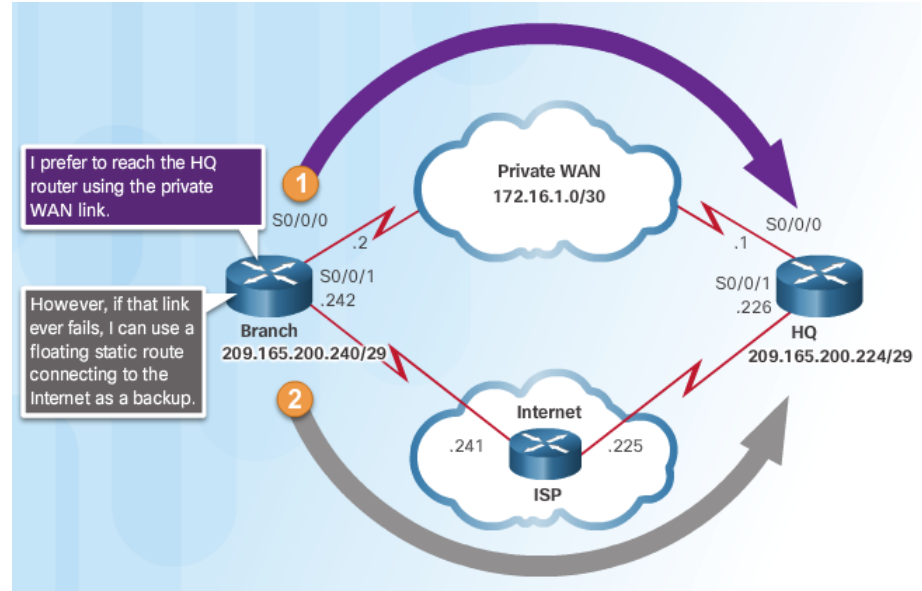 I prefer to reach the HQ
router using the private
WAN link.
1
S0/0/0
Private WAN
172.16.1.0/30
S0/0/0
.2
.1
S0/0/1
.242
S0/0/1
.226
However, if that link
ever fails, I can use a
floating static route
connecting to the
Internet as a backup.
Branch
209.165.200.240/29
HQ
209.165.200.224/29
2
Internet
.241
.225
ISP